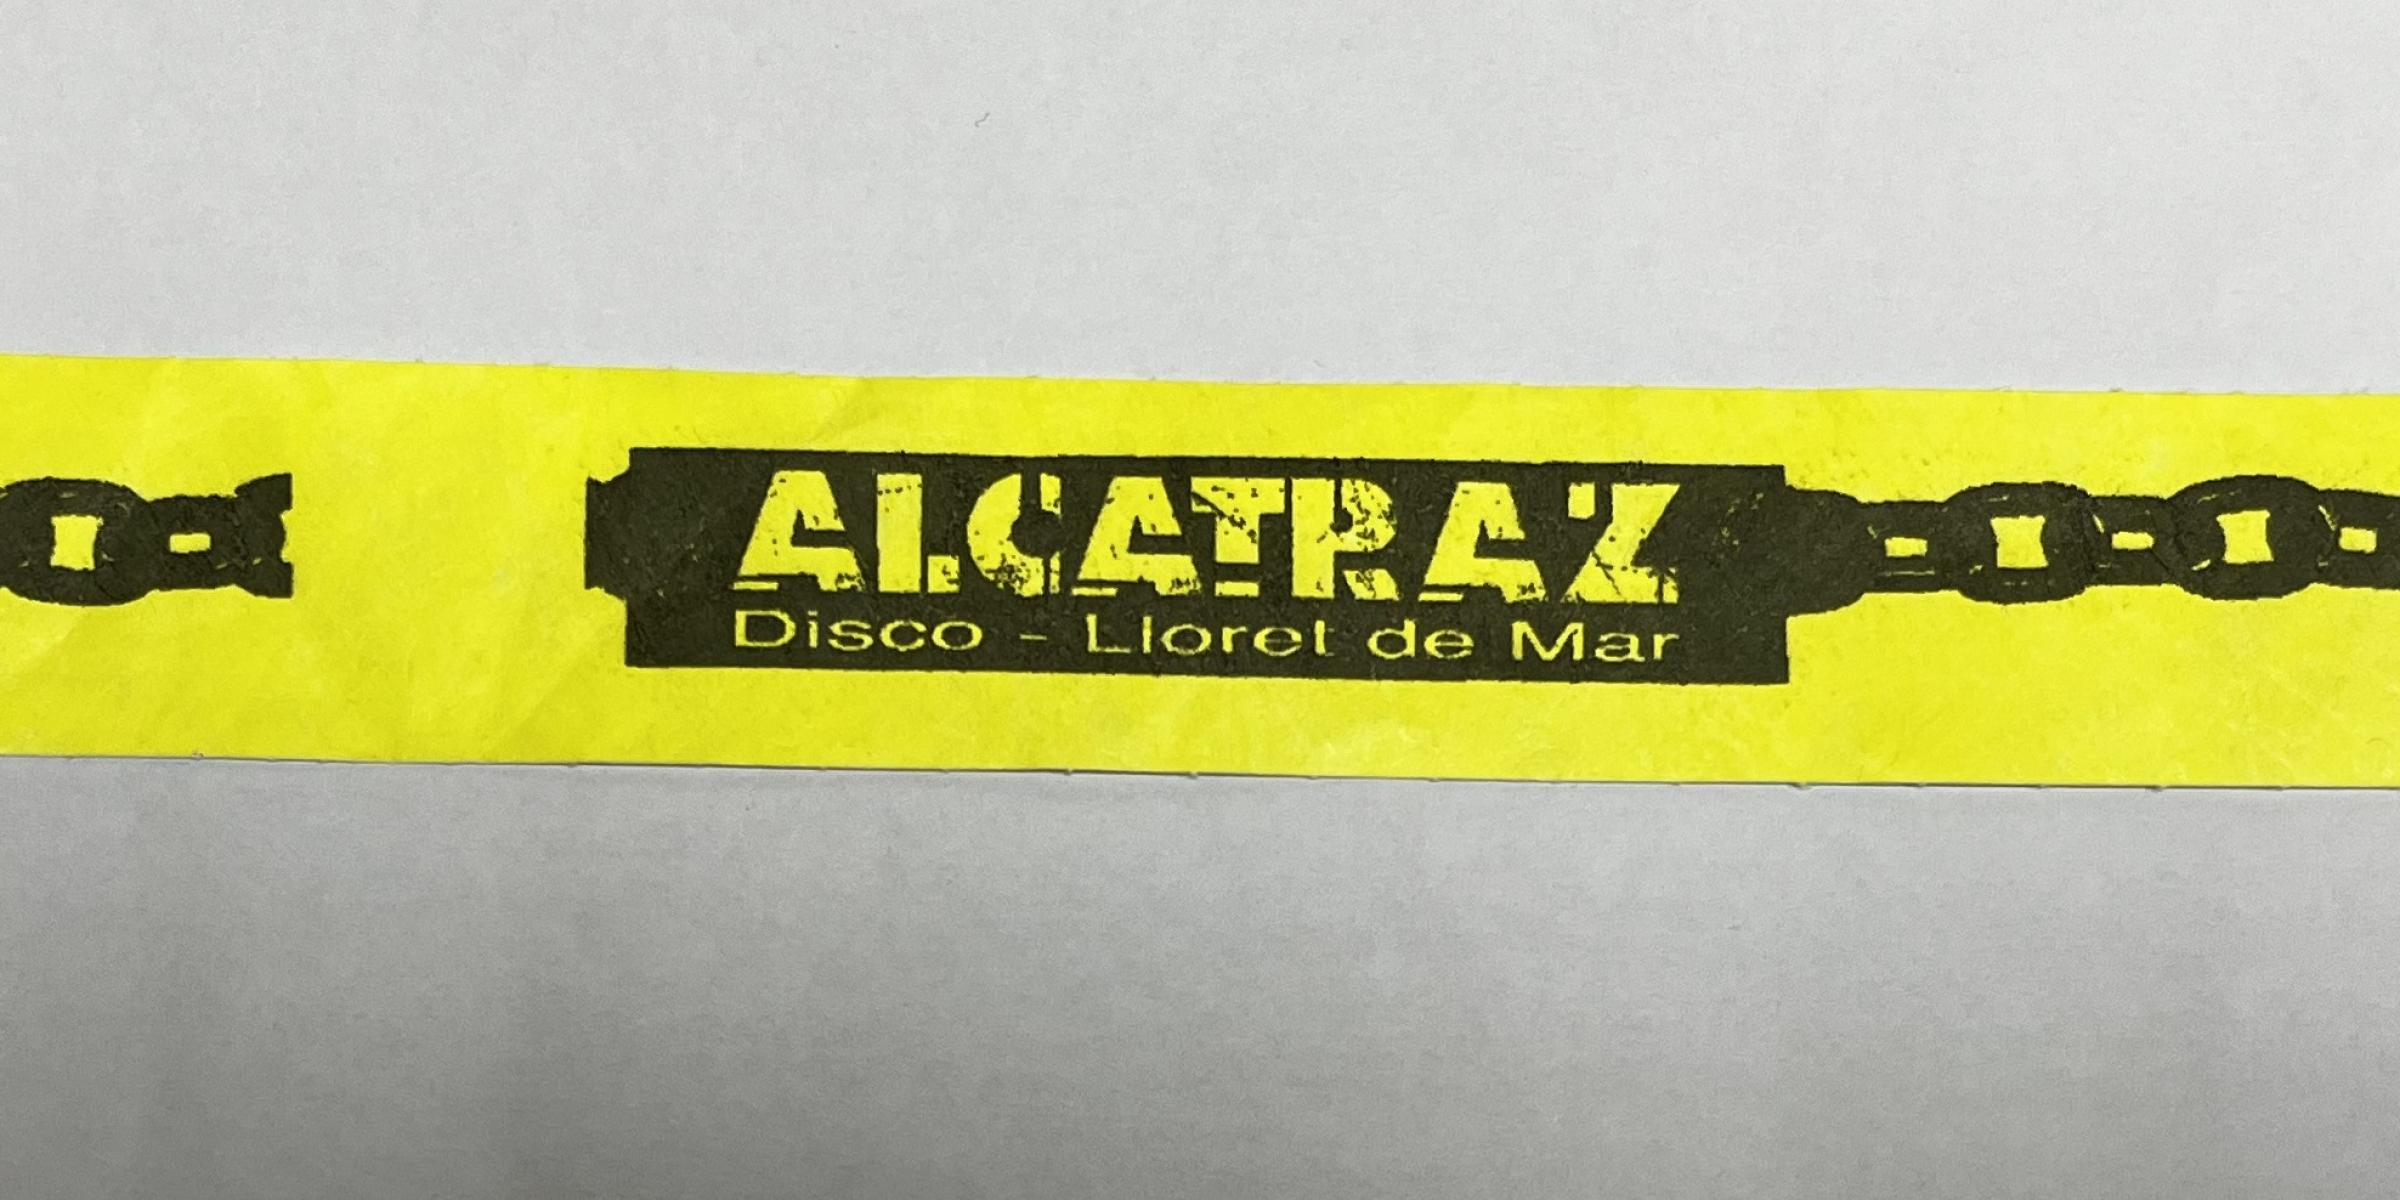 ALCATRAZ
Disco - Lloret de Mar